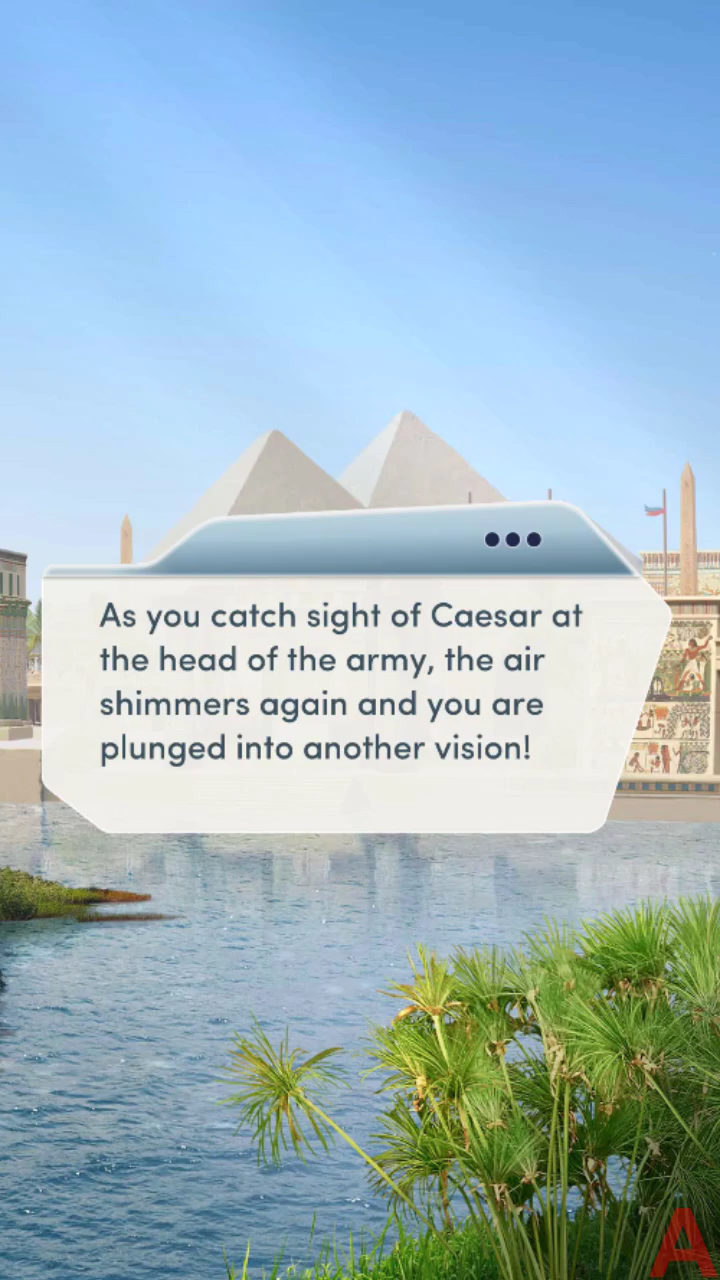 As you catch sight of Caesar at
the head of the army, the air
shimmers again and you are
plunged into another vision!
A